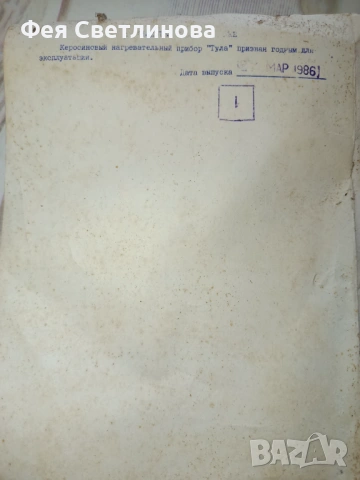 Фея Светлинова
Керосиновый нагревательный прибор "Тула" признан годным для
эксплуатации.
Дата выпуска МАР 1986
1
BAZAR